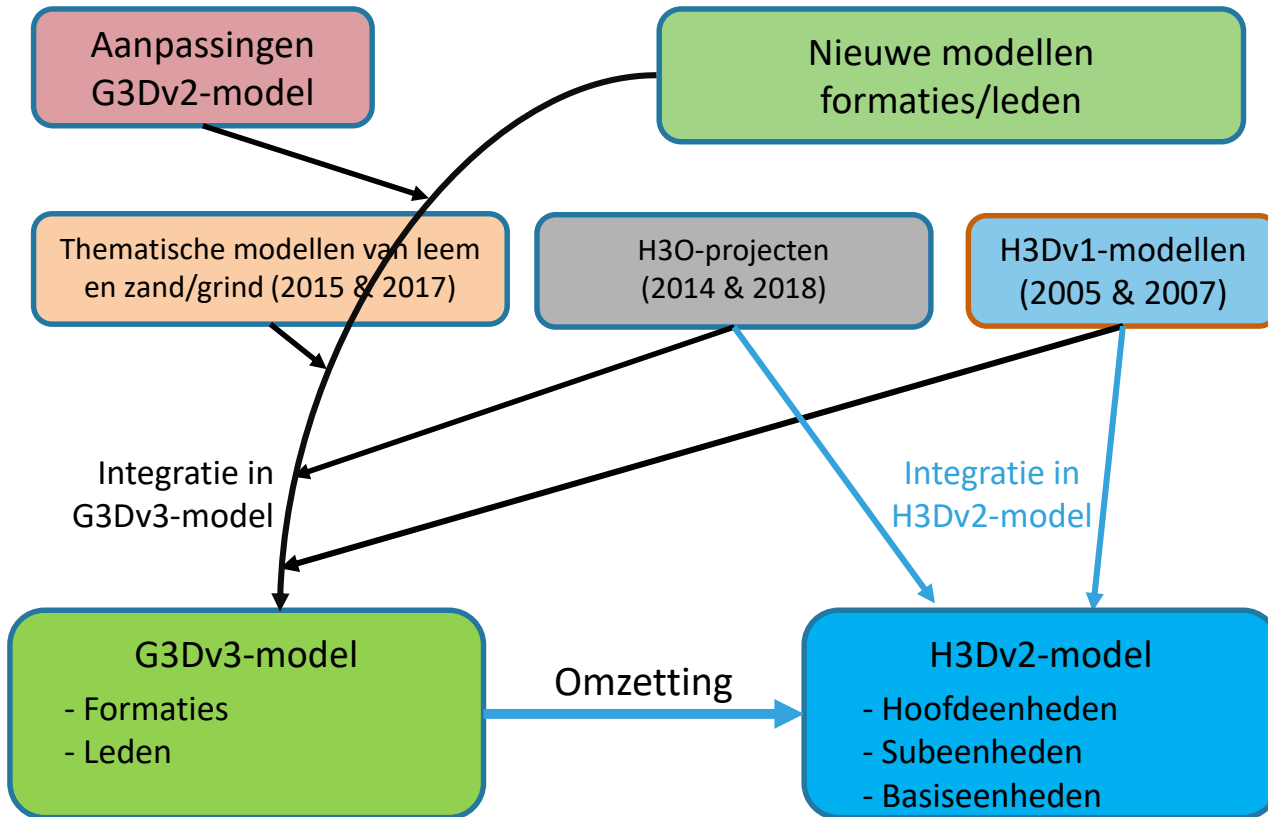 Aanpassingen
G3Dv2-model
Nieuwe modellen
formaties/leden
Thematische modellen van leem
en zand/grind (2015 & 2017)
H3O-projecten
(2014 & 2018)
H3Dv1-modellen
(2005 & 2007)
Integratie in
G3Dv3-model
Integratie in
H3Dv2-model
G3Dv3-model
- Formaties
- Leden
Omzetting
H3Dv2-model
- Hoofdeenheden
- Subeenheden
- Basiseenheden